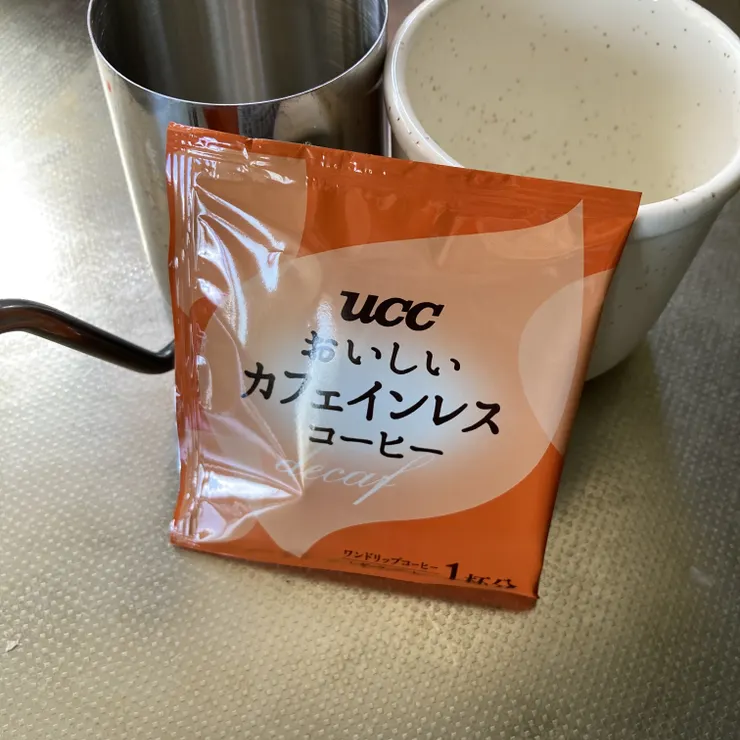 UCC
おいしい
カフェインレス
コーヒー
decaf
ワンドリップコーヒー 1杯分